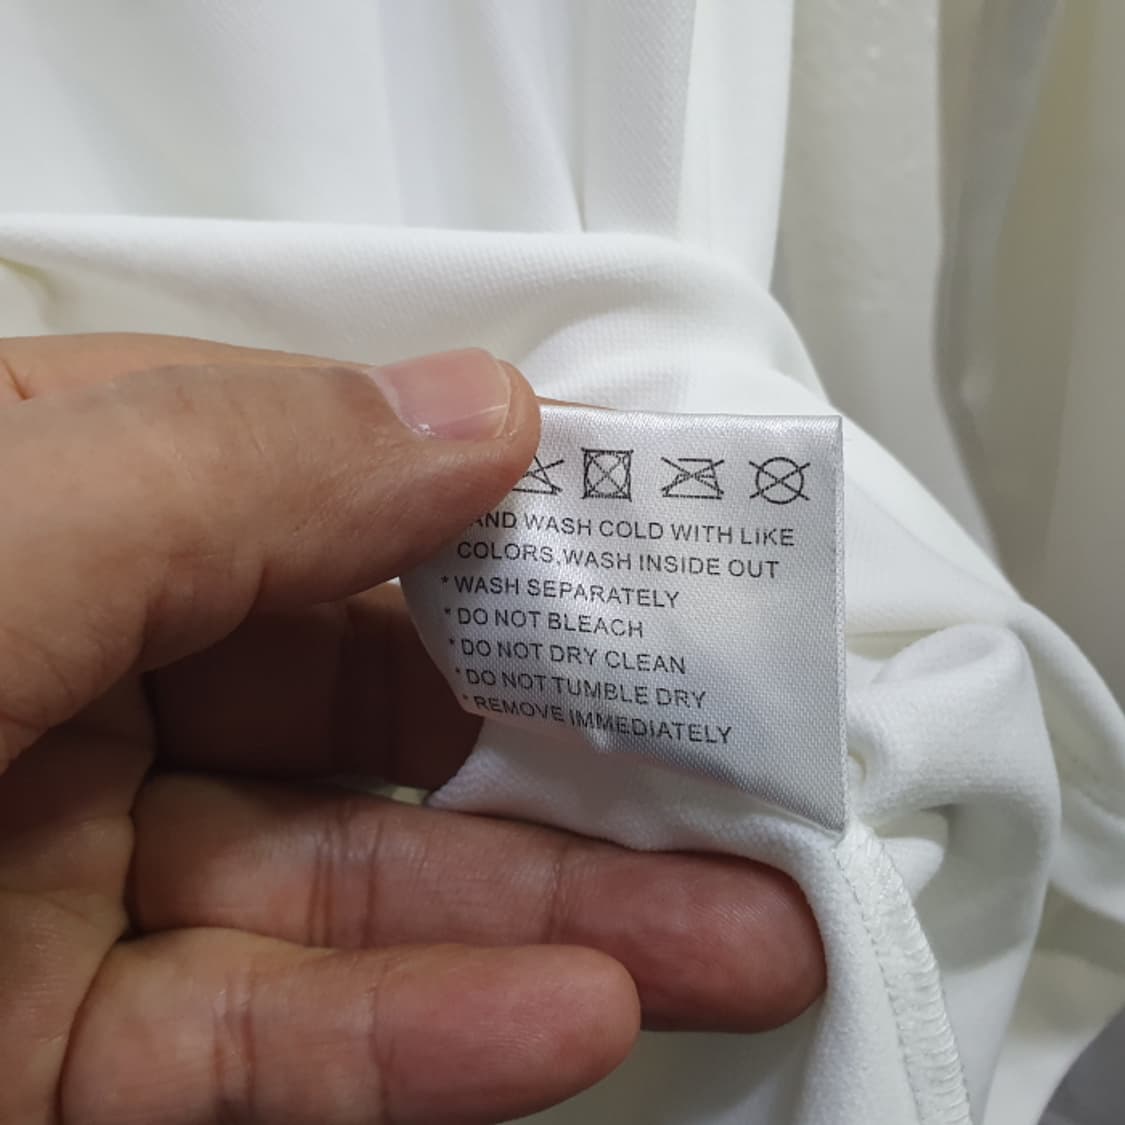 AND WASH COLD WITH LIKE
COLORS,WASH INSIDE OUT
* WASH SEPARATELY
* DO NOT BLEACH
* DO NOT DRY CLEAN
* DO NOT TUMBLE DRY
* REMOVE IMMEDIATELY